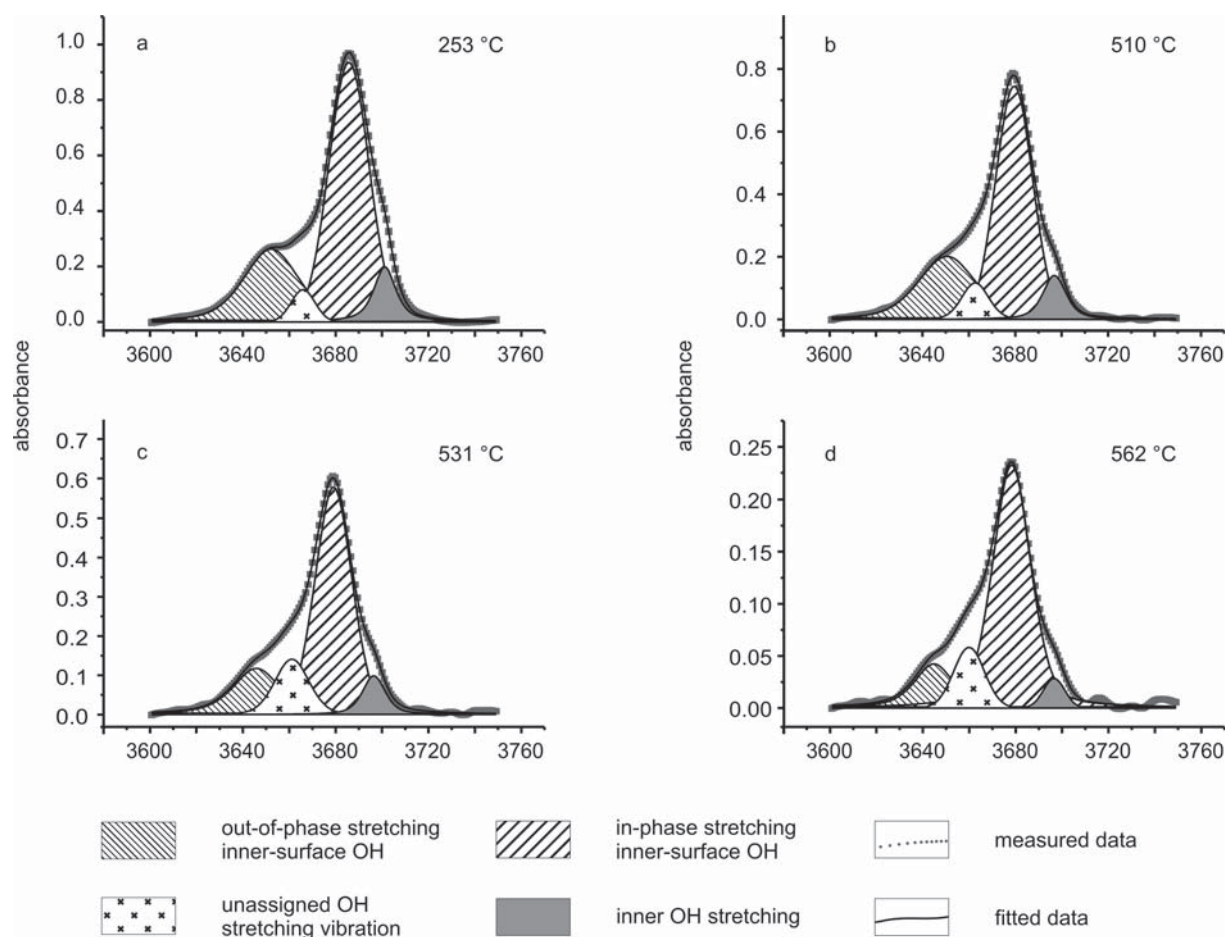 a 253 °C
1.0
0.8
0.6
0.4
0.2
0.0
3600 3640 3680 3720 3760
b 510 °C
0.8
0.6
0.4
0.2
0.0
3600 3640 3680 3720 3760
absorbance
absorbance
c 531 °C
0.7
0.6
0.5
0.4
0.3
0.2
0.1
0.0
3600 3640 3680 3720 3760
d 562 °C
0.25
0.20
0.15
0.10
0.05
0.00
3600 3640 3680 3720 3760
out-of-phase stretching
inner-surface OH
in-phase stretching
inner-surface OH
measured data
unassigned OH
stretching vibration
inner OH stretching
fitted data